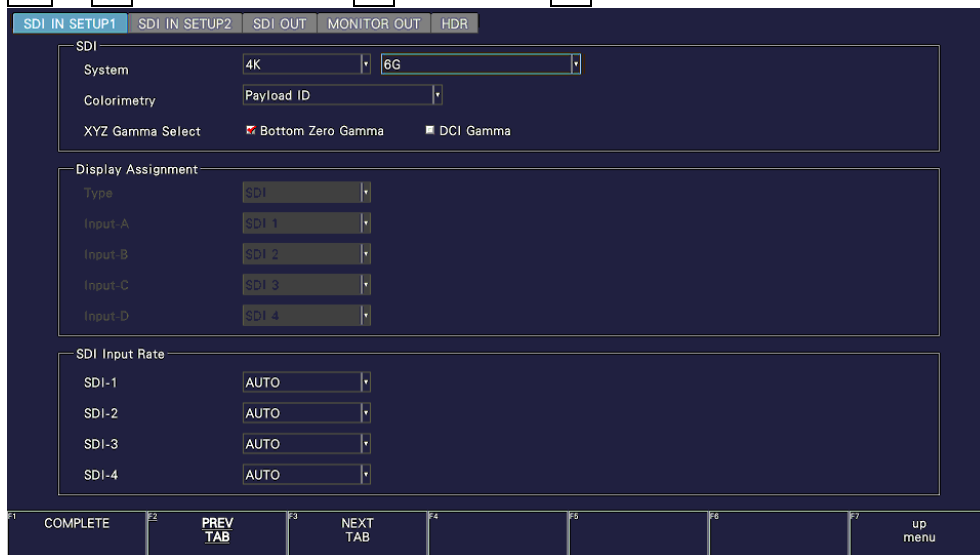 SDI IN SETUP1 SDI IN SETUP2 SDI OUT MONITOR OUT HDR
SDI
System 4K 6G
Colorimetry Payload ID
XYZ Gamma Select Bottom Zero Gamma DCI Gamma
Display Assignment
Type SDI
Input-A SDI 1
Input-B SDI 2
Input-C SDI 3
Input-D SDI 4
SDI Input Rate
SDI-1 AUTO
SDI-2 AUTO
SDI-3 AUTO
SDI-4 AUTO
F1 COMPLETE F2 PREV TAB F3 NEXT TAB F4 F5 F6 F7 up menu